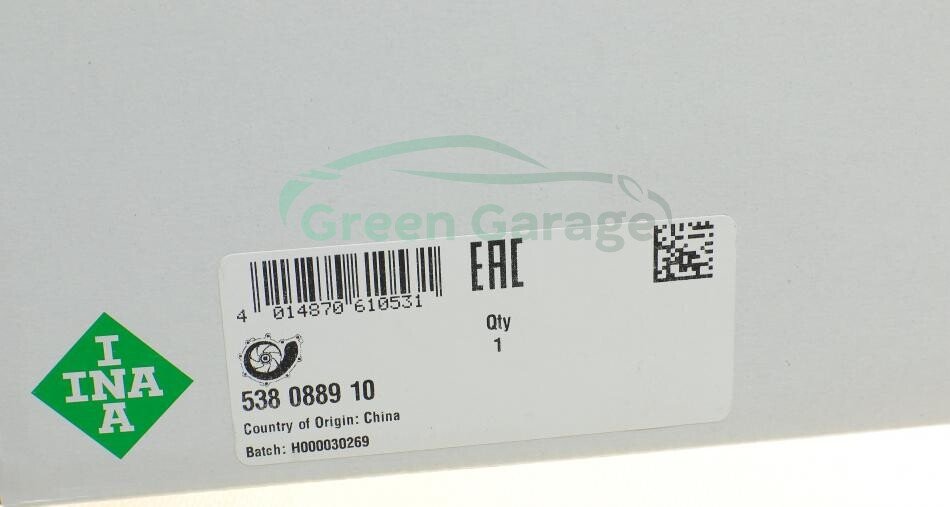 Green Garage
EAC
4 014870 610531
Qty
1
I
INA
A
538 0889 10
Country of Origin: China
Batch: H000030269